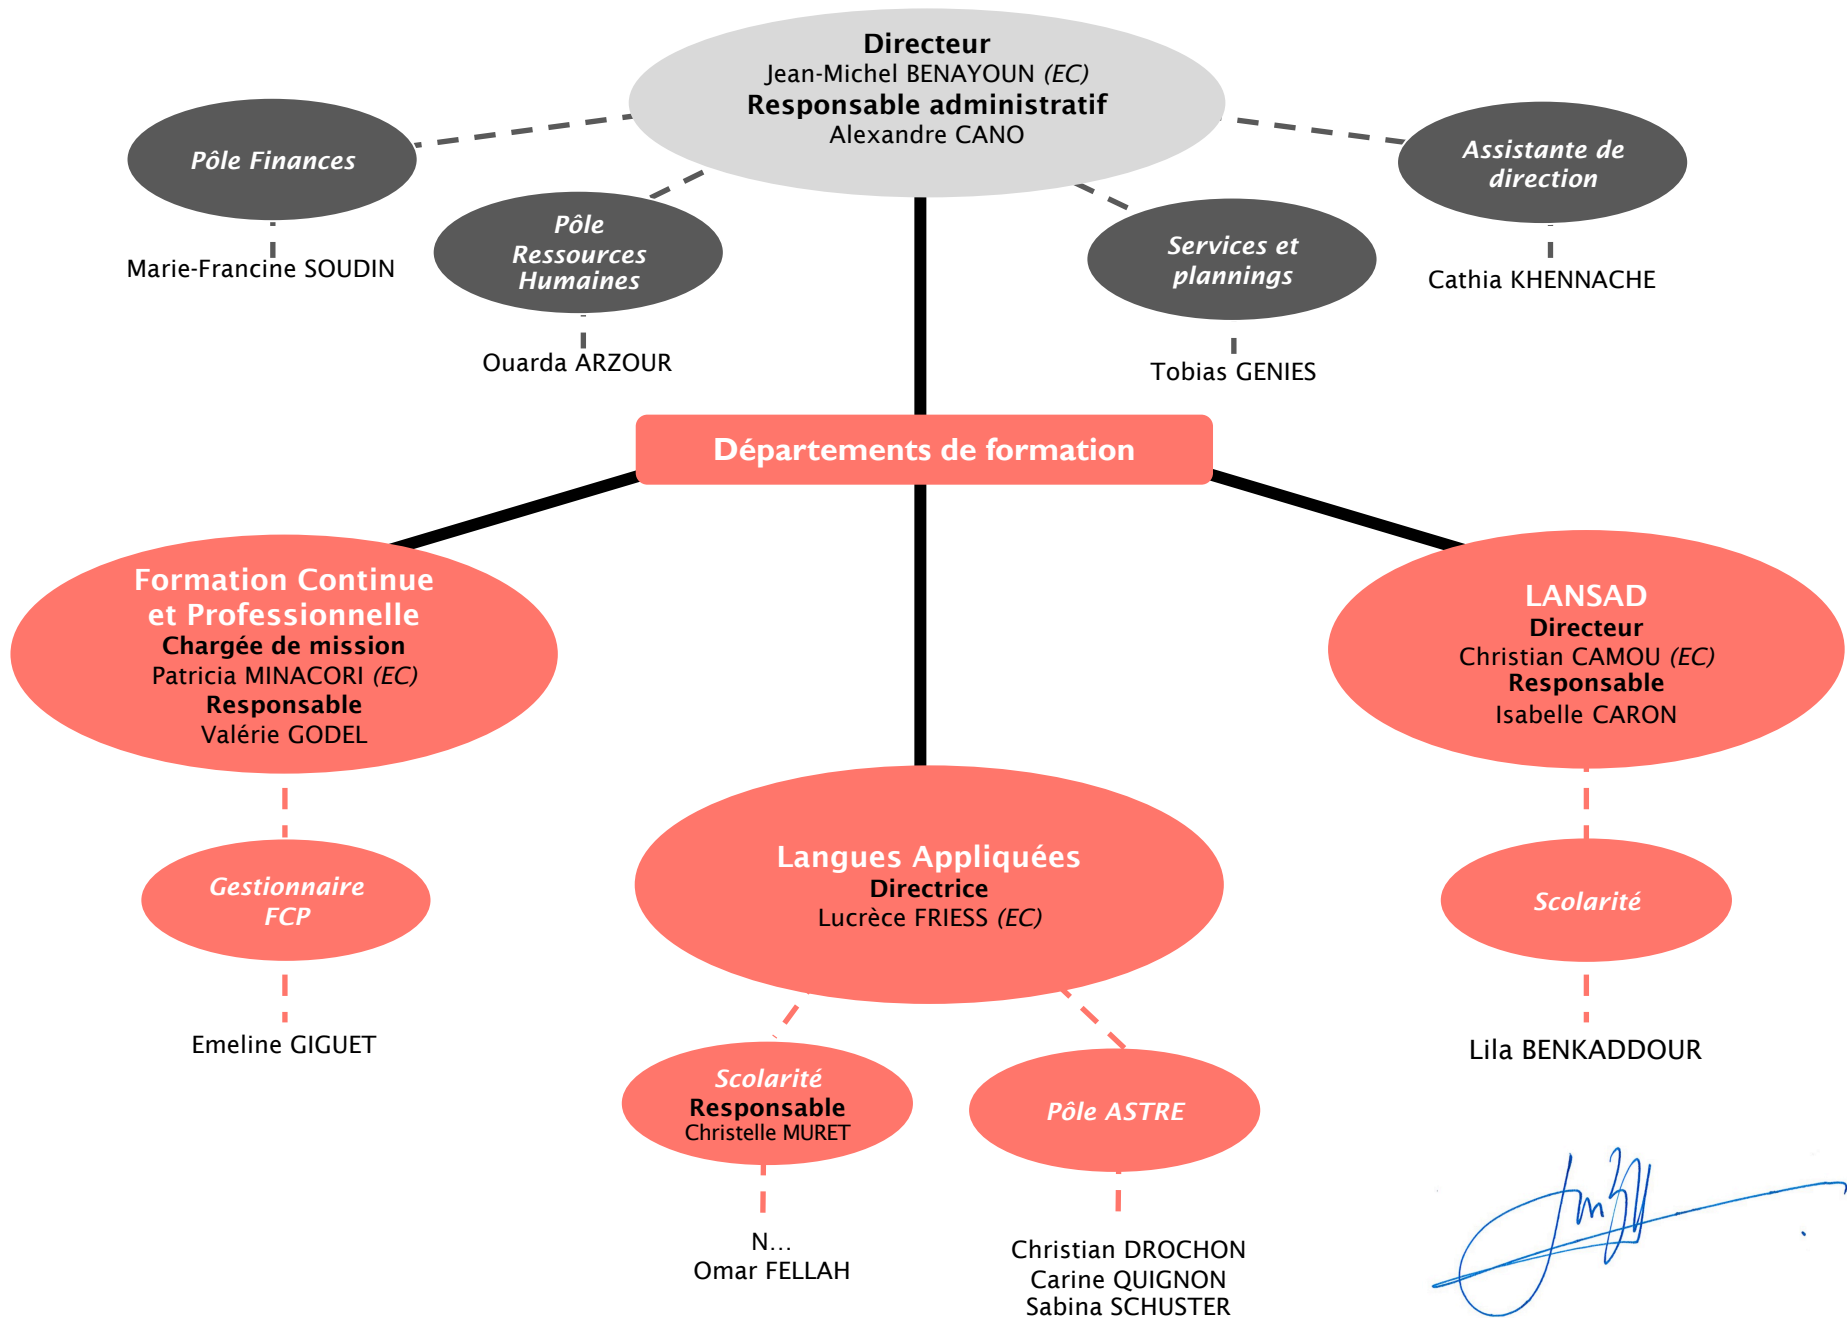 Directeur
Jean-Michel BENAYOUN (EC)
Responsable administratif
Alexandre CANO
Pôle Finances
Marie-Francine SOUDIN
Pôle
Ressources
Humaines
Ouarda ARZOUR
Services et
plannings
Tobias GENIES
Assistante de
direction
Cathia KHENNACHE
Départements de formation
Formation Continue
et Professionnelle
Chargée de mission
Patricia MINACORI (EC)
Responsable
Valérie GODEL
Gestionnaire
FCP
Emeline GIGUET
Langues Appliquées
Directrice
Lucrèce FRIESS (EC)
Scolarité
Responsable
Christelle MURET
N...
Omar FELLAH
Pôle ASTRE
Christian DROCHON
Carine QUIGNON
Sabina SCHUSTER
LANSAD
Directeur
Christian CAMOU (EC)
Responsable
Isabelle CARON
Scolarité
Lila BENKADDOUR